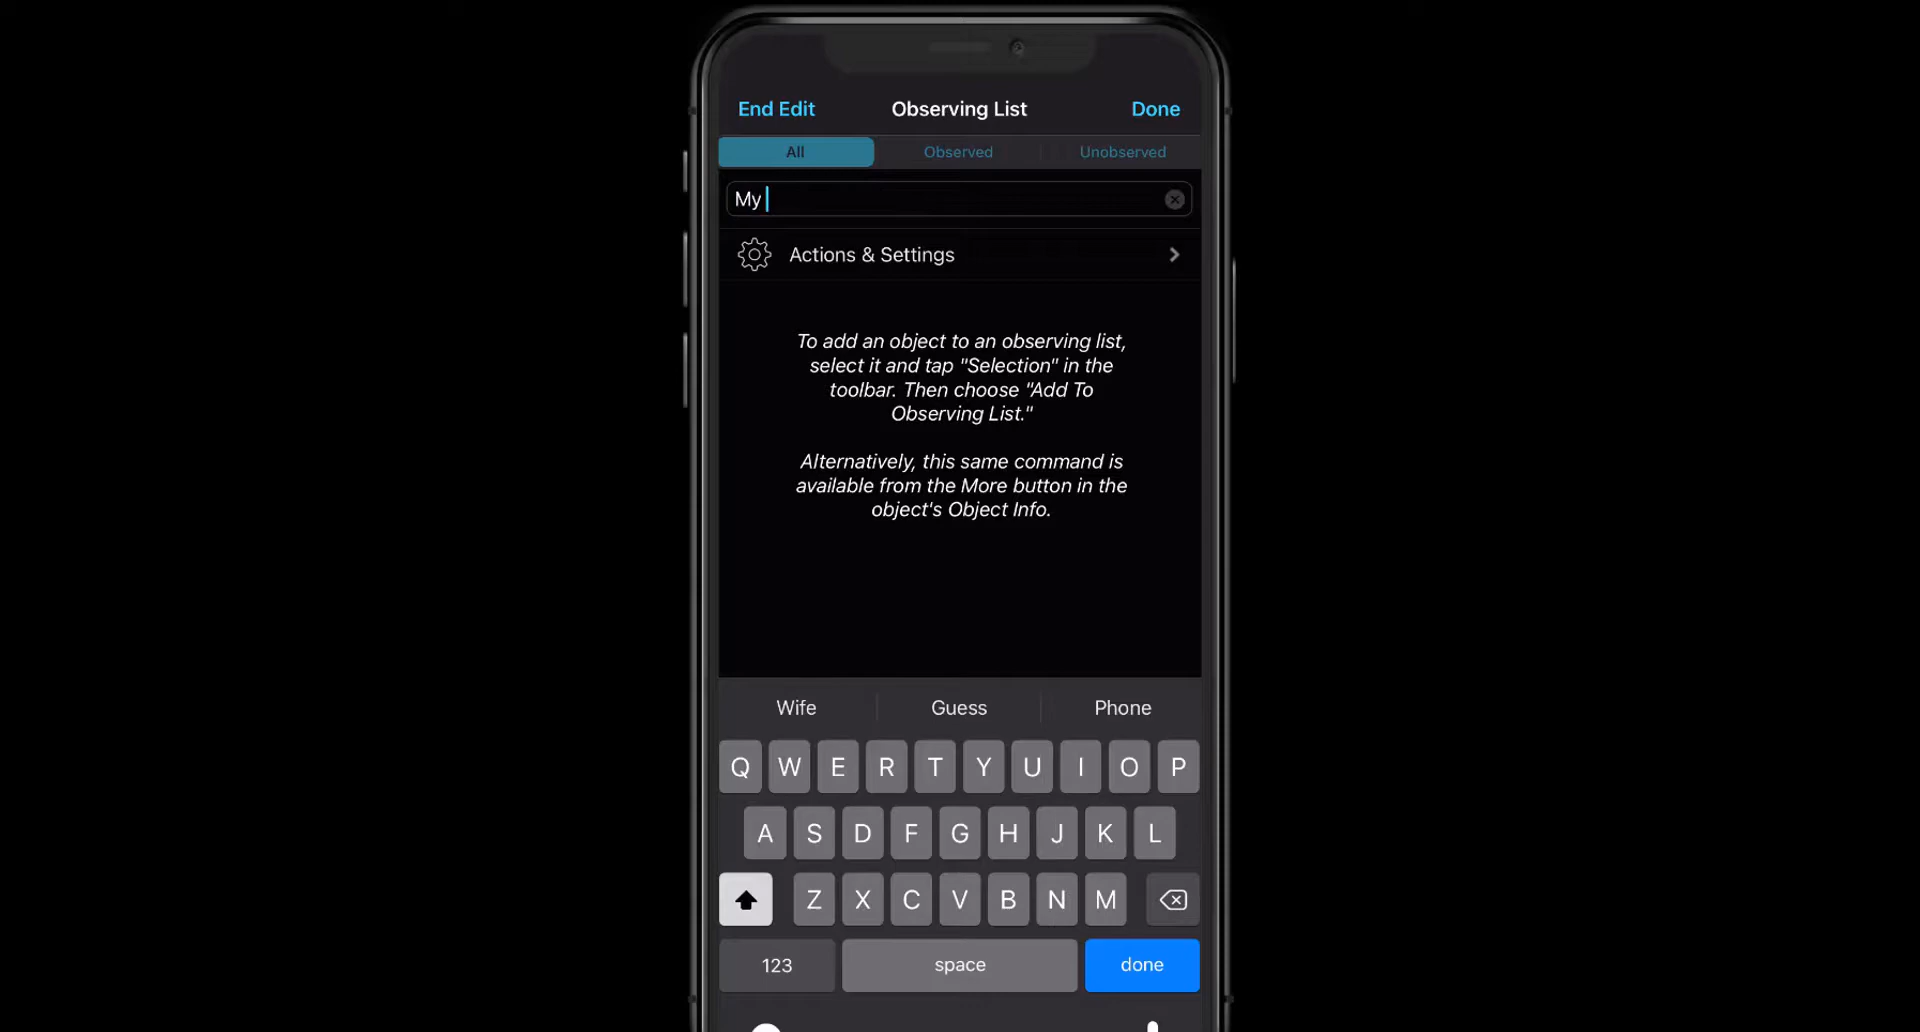 End Edit Observing List Done
All Observed Unobserved
My
Actions & Settings
To add an object to an observing list,
select it and tap "Selection" in the
toolbar. Then choose "Add To
Observing List."
Alternatively, this same command is
available from the More button in the
object's Object Info.
Wife Guess Phone
Q W E R T Y U I O P
A S D F G H J K L
Z X C V B N M
123 space done